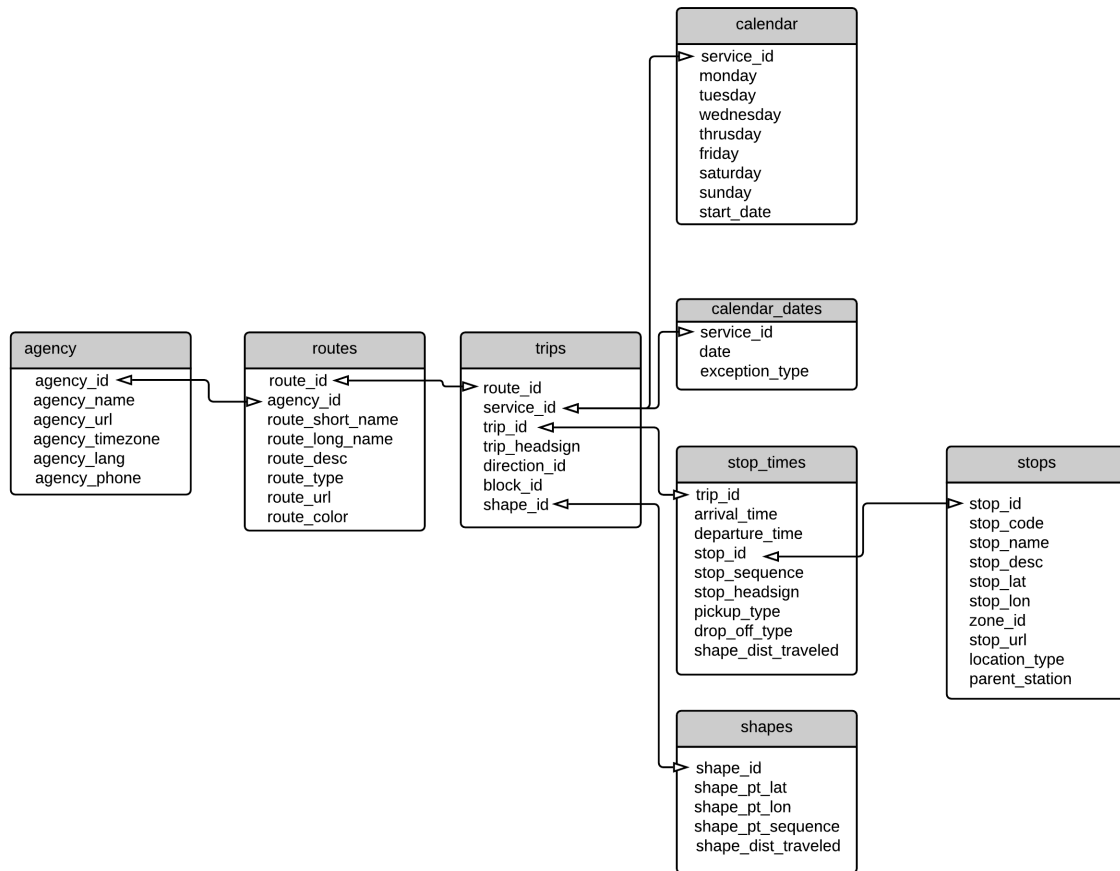 calendar
service_id
monday
tuesday
wednesday
thrusday
friday
saturday
sunday
start_date
calendar_dates
service_id
date
exception_type
agency
agency_id
agency_name
agency_url
agency_timezone
agency_lang
agency_phone
routes
route_id
agency_id
route_short_name
route_long_name
route_desc
route_type
route_url
route_color
trips
route_id
service_id
trip_id
trip_headsign
direction_id
block_id
shape_id
stop_times
trip_id
arrival_time
departure_time
stop_id
stop_sequence
stop_headsign
pickup_type
drop_off_type
shape_dist_traveled
stops
stop_id
stop_code
stop_name
stop_desc
stop_lat
stop_lon
zone_id
stop_url
location_type
parent_station
shapes
shape_id
shape_pt_lat
shape_pt_lon
shape_pt_sequence
shape_dist_traveled